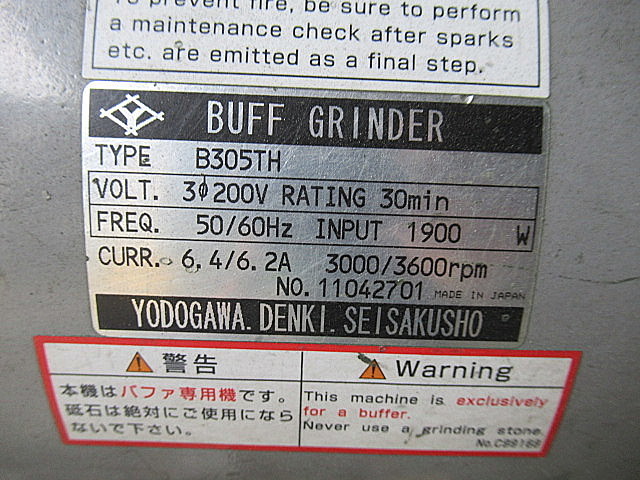 To prevent fire, be sure to perform
a maintenance check after sparks
etc. are emitted as a final step.
BUFF GRINDER
TYPE B305TH
VOLT. 3φ200V RATING 30min
FREQ. 50/60Hz INPUT 1900 W
CURR. 6.4/6.2A 3000/3600rpm
NO. 11042701 MADE IN JAPAN
YODOGAWA.DENKI.SEISAKUSHO
警告
本機はバファ専用機です。
砥石は絶対にご使用になら
ないで下さい。
Warning
This machine is exclusively
for a buffer.
Never use a grinding stone.